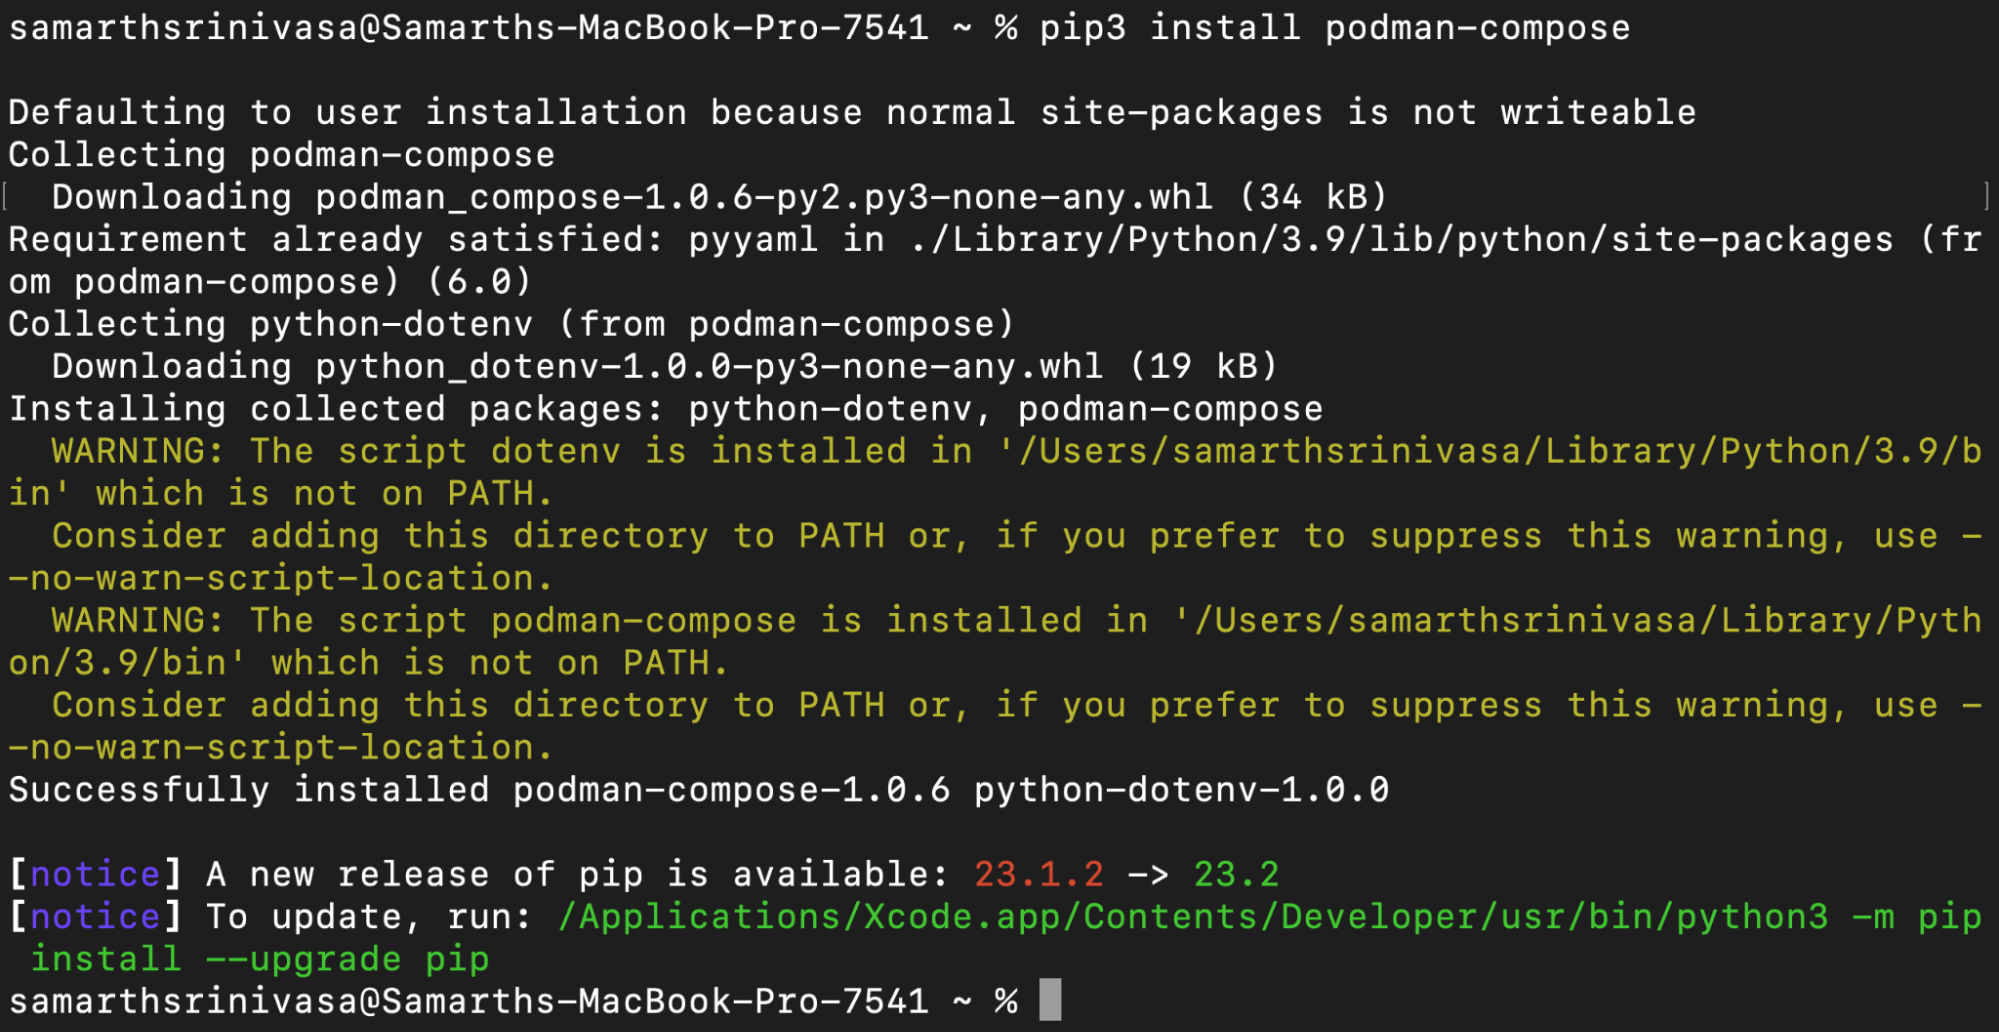 samarthsrinivasa@Samarths-MacBook-Pro-7541 ~ % pip3 install podman-compose
Defaulting to user installation because normal site-packages is not writeable
Collecting podman-compose
[  Downloading podman_compose-1.0.6-py2.py3-none-any.whl (34 kB)                           ]
Requirement already satisfied: pyyaml in ./Library/Python/3.9/lib/python/site-packages (fr
om podman-compose) (6.0)
Collecting python-dotenv (from podman-compose)
  Downloading python_dotenv-1.0.0-py3-none-any.whl (19 kB)
Installing collected packages: python-dotenv, podman-compose
  WARNING: The script dotenv is installed in '/Users/samarthsrinivasa/Library/Python/3.9/b
in' which is not on PATH.
  Consider adding this directory to PATH or, if you prefer to suppress this warning, use -
-no-warn-script-location.
  WARNING: The script podman-compose is installed in '/Users/samarthsrinivasa/Library/Pyth
on/3.9/bin' which is not on PATH.
  Consider adding this directory to PATH or, if you prefer to suppress this warning, use -
-no-warn-script-location.
Successfully installed podman-compose-1.0.6 python-dotenv-1.0.0
[notice] A new release of pip is available: 23.1.2 -> 23.2
[notice] To update, run: /Applications/Xcode.app/Contents/Developer/usr/bin/python3 -m pip
 install --upgrade pip
samarthsrinivasa@Samarths-MacBook-Pro-7541 ~ %